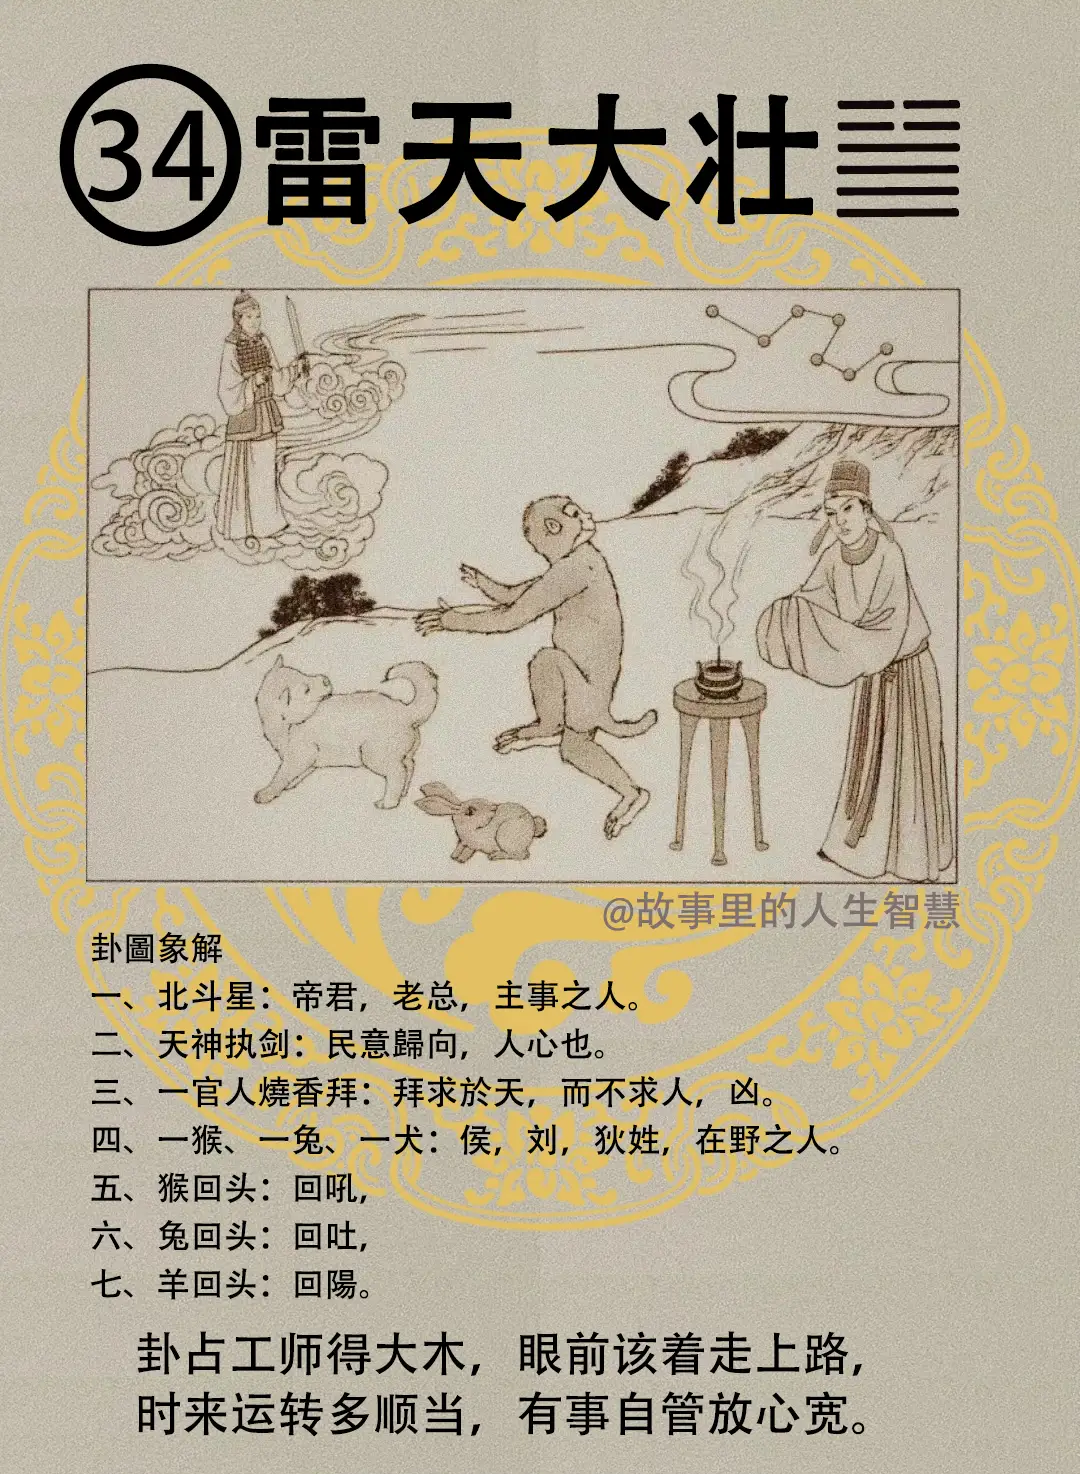 34 雷天大壮
@故事里的人生智慧
卦圖象解
一、北斗星：帝君，老总，主事之人。
二、天神执剑：民意歸向，人心也。
三、一官人燒香拜：拜求於天，而不求人，凶。
四、一猴、一兔、一犬：侯，刘，狄姓，在野之人。
五、猴回头：回吼，
六、兔回头：回吐，
七、羊回头：回陽。
卦占工师得大木，眼前该着走上路，
时来运转多顺当，有事自管放心宽。